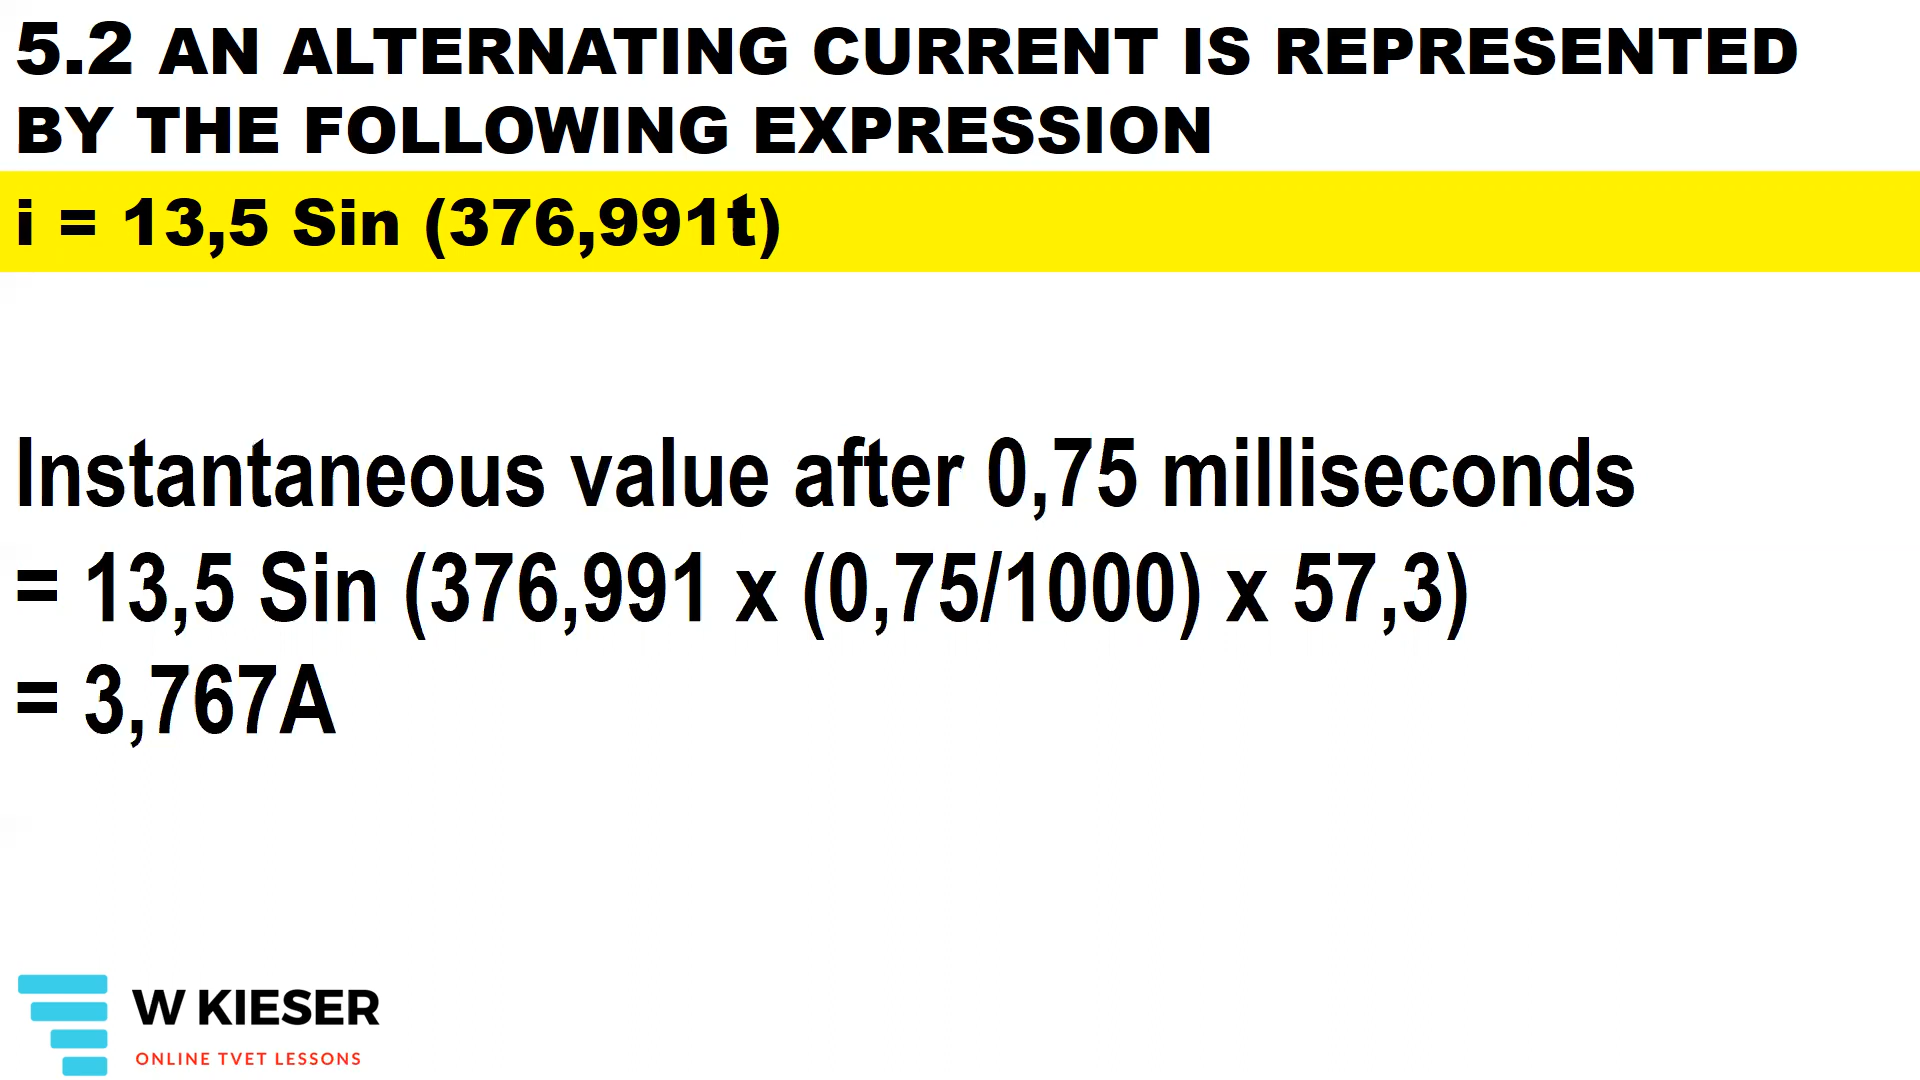 5.2 AN ALTERNATING CURRENT IS REPRESENTED
BY THE FOLLOWING EXPRESSION
i = 13,5 Sin (376,991t)
Instantaneous value after 0,75 milliseconds
= 13,5 Sin (376,991 x (0,75/1000) x 57,3)
= 3,767A
W KIESER
ONLINE TVET LESSONS